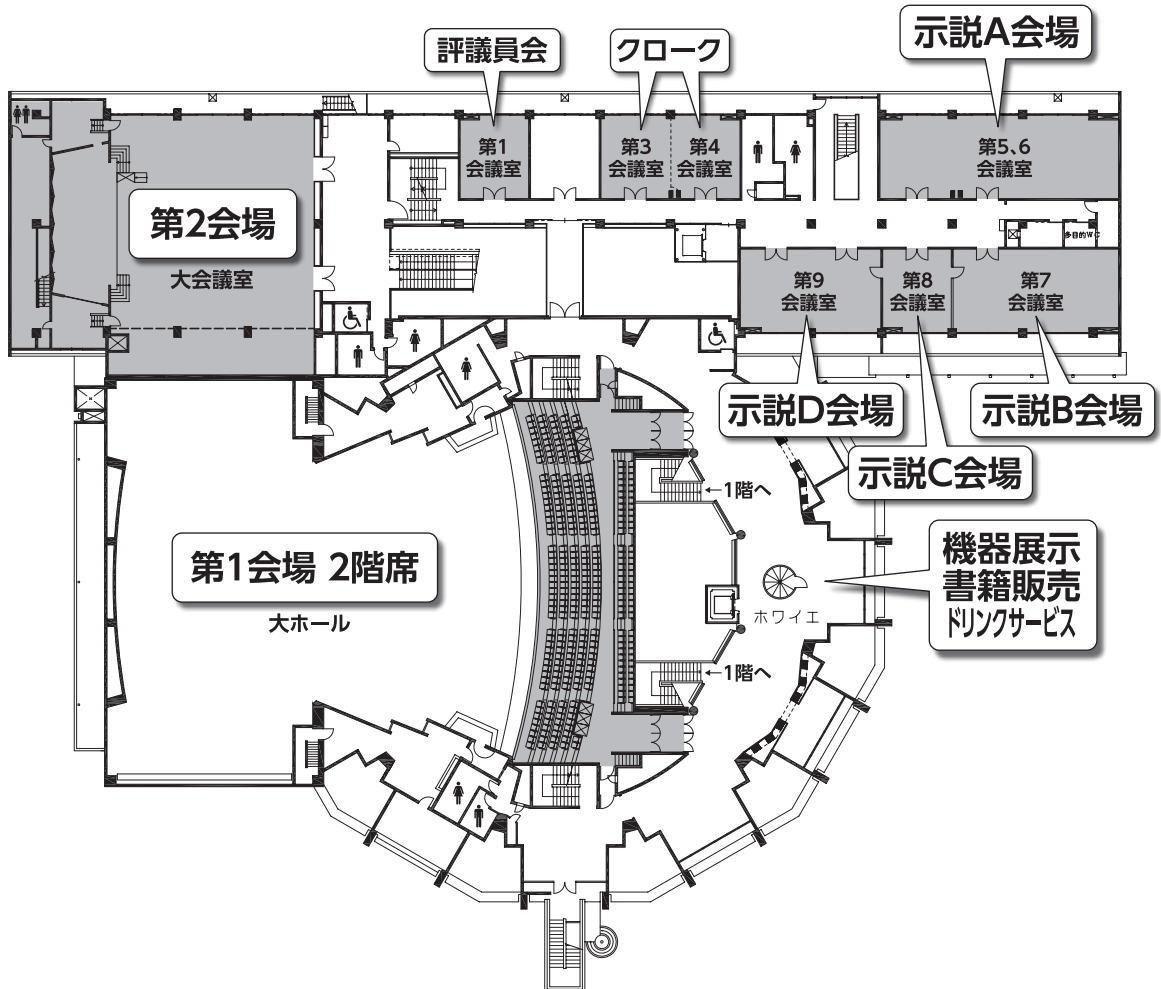 評議員会
クローク
示説A会場
第1
会議室
第3
会議室
第4
会議室
第5、6
会議室
第2会場
大会議室
多目的WC
第9
会議室
第8
会議室
第7
会議室
示説D会場
示説B会場
示説C会場
←1階へ
第1会場 2階席
大ホール
機器展示
書籍販売
ドリンクサービス
ホワイエ
←1階へ